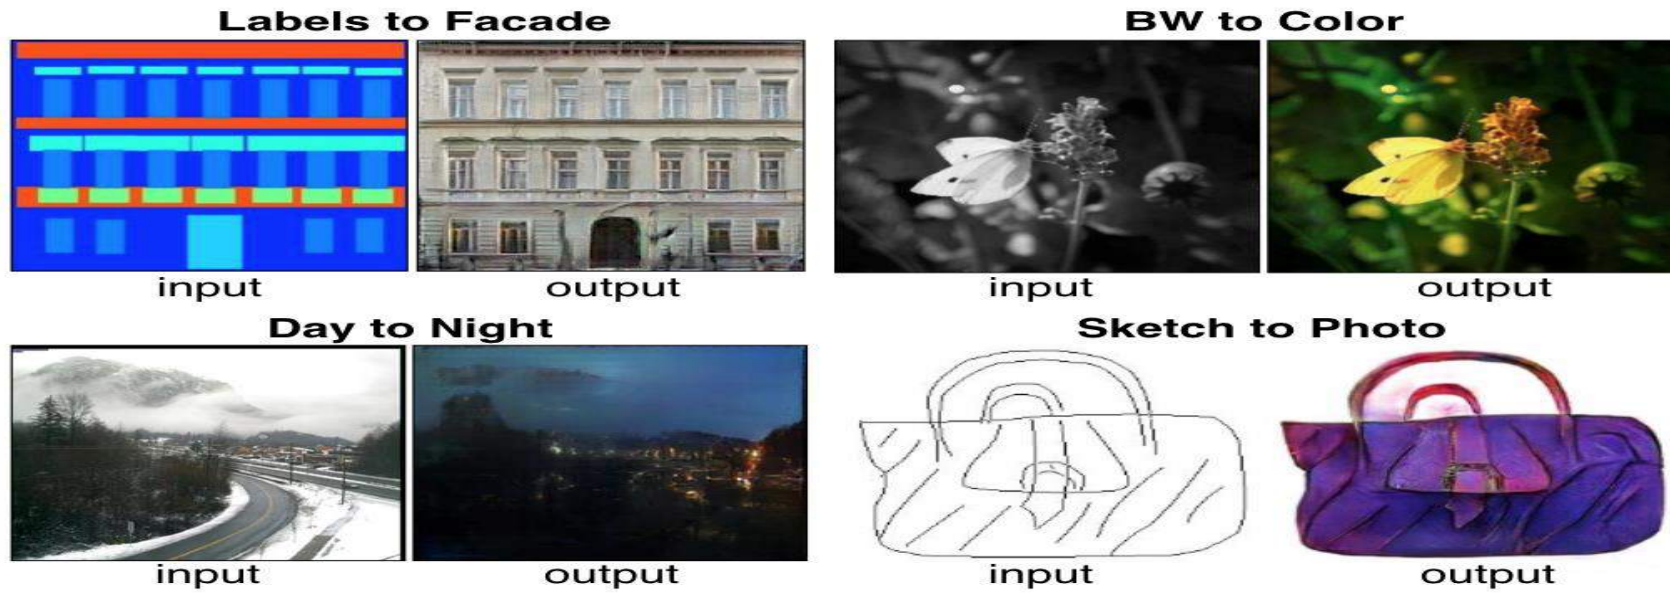 Labels to Facade
BW to Color
input
output
input
output
Day to Night
Sketch to Photo
input
output
input
output